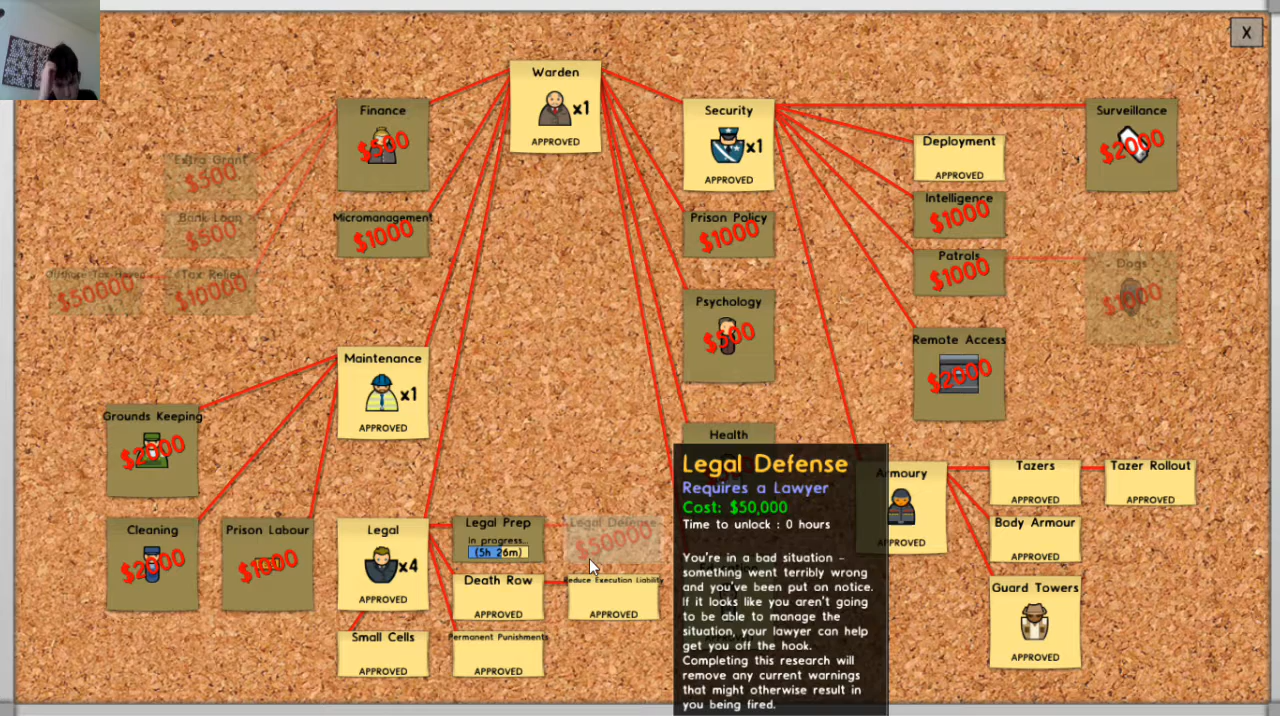 X
Warden
x1
APPROVED
Finance
$500
Security
x1
APPROVED
Surveillance
$2000
Deployment
APPROVED
Extra Grant
$500
Intelligence
$1000
Bank Loan
$500
Micromanagement
$1000
Prison Policy
$1000
Patrols
$1000
Dogs
$1000
Offshore Tax Haven
$50000
Tax Relief
$10000
Psychology
$500
Remote Access
$2000
Maintenance
x1
APPROVED
Grounds Keeping
$2000
Health
Legal Defense
Requires a Lawyer
Cost: $50,000
Time to unlock : 0 hours
You're in a bad situation -
something went terribly wrong
and you've been put on notice.
If it looks like you aren't going
to be able to manage the
situation, your lawyer can help
get you off the hook.
Completing this research will
remove any current warnings
that might otherwise result in
you being fired.
Armoury
APPROVED
Tazers
APPROVED
Tazer Rollout
APPROVED
Body Armour
APPROVED
Guard Towers
APPROVED
Cleaning
$2000
Prison Labour
$1000
Legal
x4
APPROVED
Legal Prep
In progress...
(5h 26m)
Legal Defense
$50000
Death Row
APPROVED
Reduce Execution Liability
APPROVED
Small Cells
APPROVED
Permanent Punishments
APPROVED